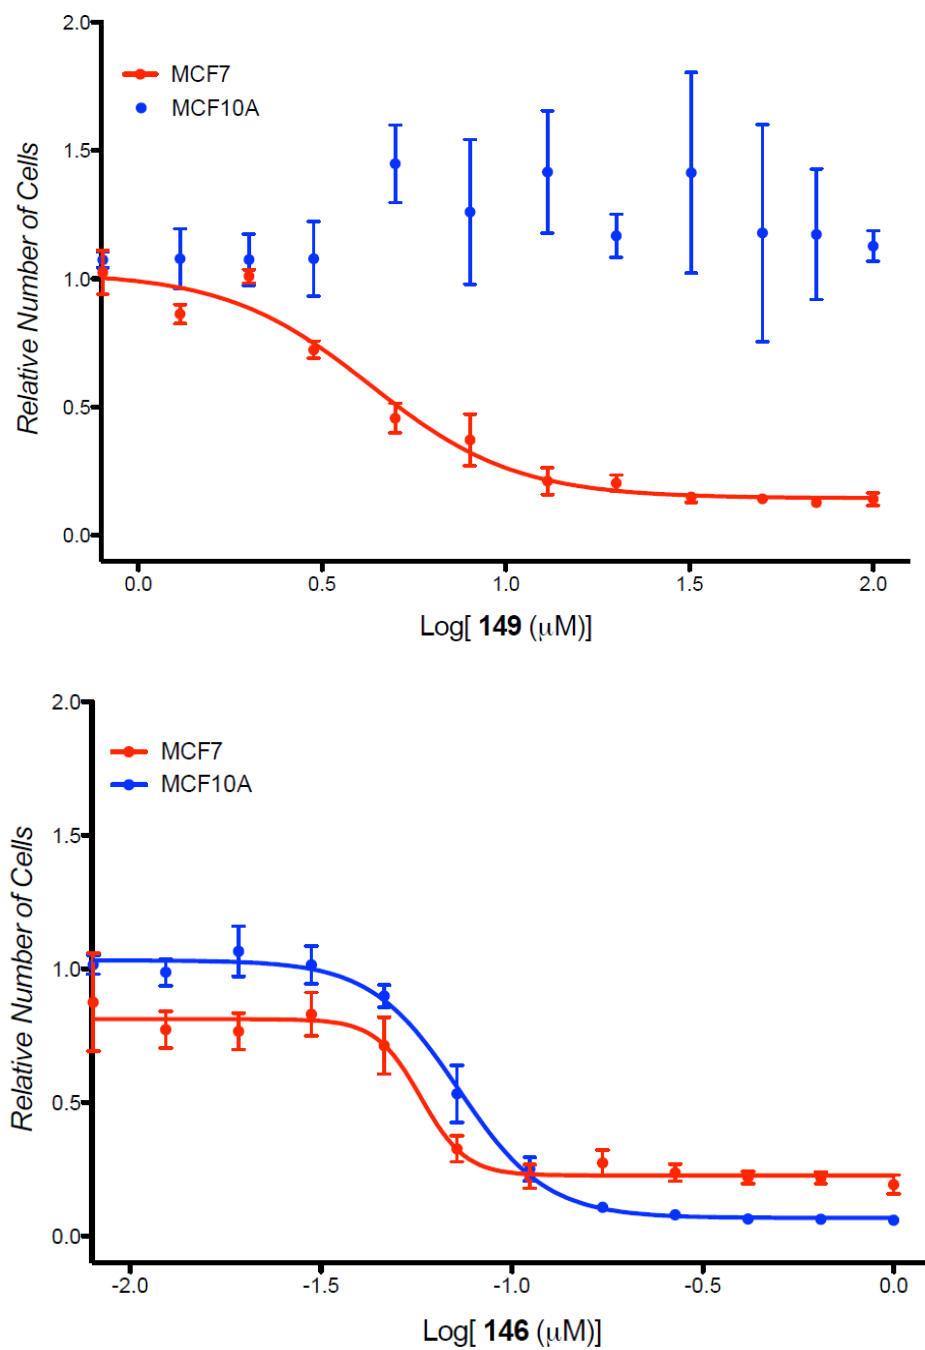 2.0
MCF7
MCF10A
1.5
1.0
0.5
0.0
Relative Number of Cells
0.0 0.5 1.0 1.5 2.0
Log[ 149 (μM)]
2.0
MCF7
MCF10A
1.5
1.0
0.5
0.0
Relative Number of Cells
-2.0 -1.5 -1.0 -0.5 0.0
Log[ 146 (μM)]